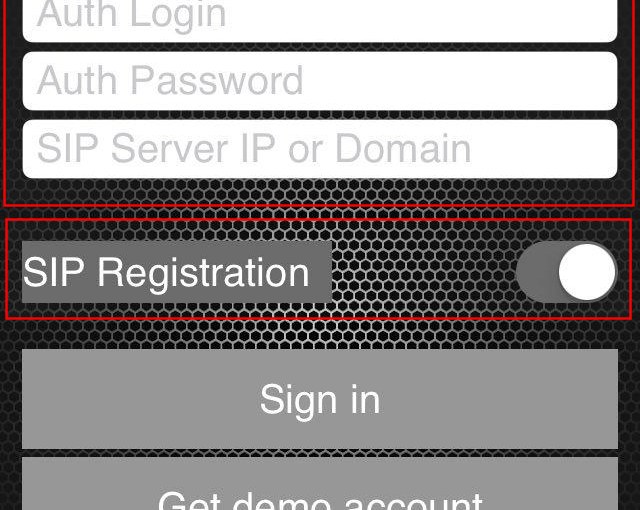 Auth Login
Auth Password
SIP Server IP or Domain
SIP Registration
Sign in
Get demo account